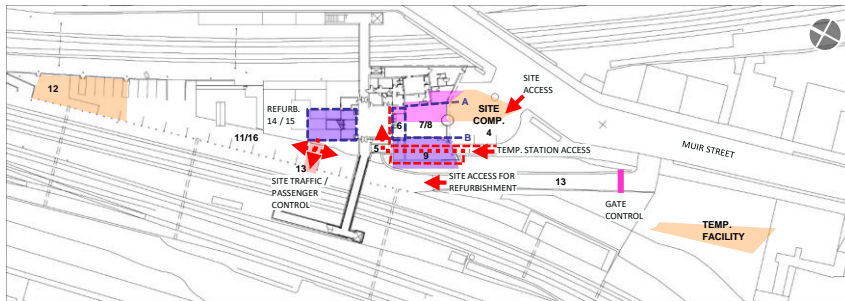 12
11/16
REFURB.
14 / 15
13
SITE TRAFFIC /
PASSENGER
CONTROL
5
6
7/8
A
B
9
SITE
COMP.
4
SITE
ACCESS
TEMP. STATION ACCESS
SITE ACCESS FOR
REFURBISHMENT
13
MUIR STREET
GATE
CONTROL
TEMP.
FACILITY